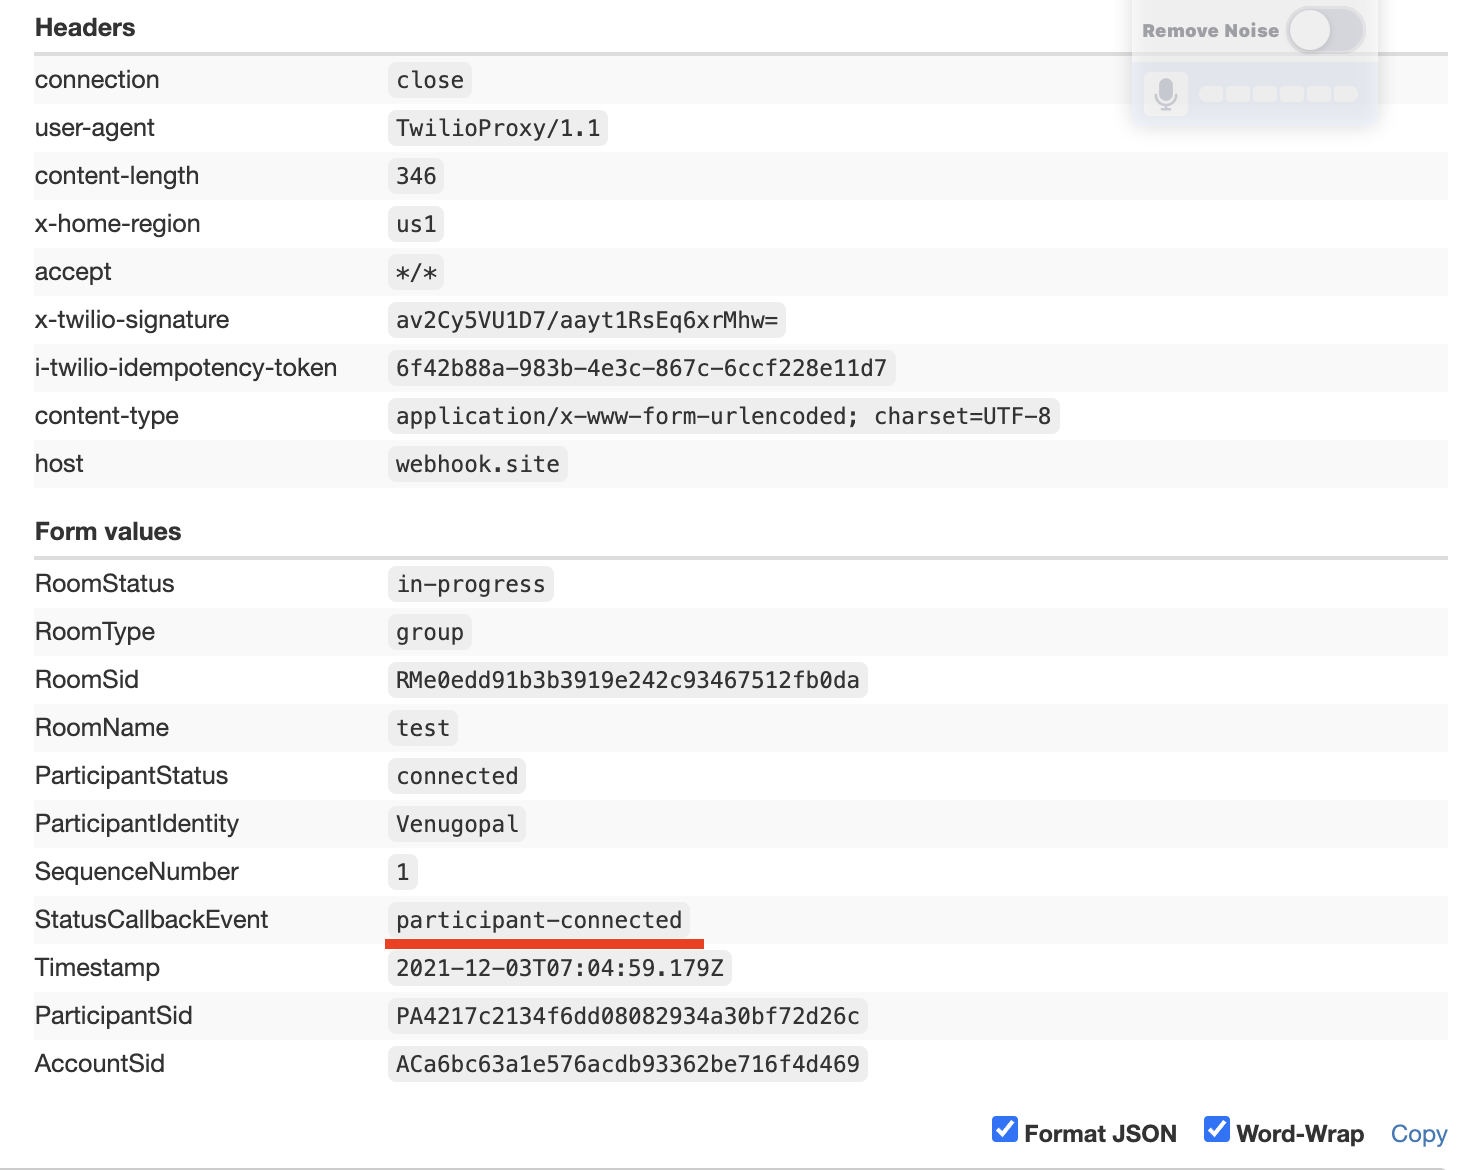 Headers
Remove Noise
connection close
user-agent TwilioProxy/1.1
content-length 346
x-home-region us1
accept */*
x-twilio-signature av2Cy5VU1D7/aayt1RsEq6xrMhw=
i-twilio-idempotency-token 6f42b88a-983b-4e3c-867c-6ccf228e11d7
content-type application/x-www-form-urlencoded; charset=UTF-8
host webhook.site
Form values
RoomStatus in-progress
RoomType group
RoomSid RMe0edd91b3b3919e242c93467512fb0da
RoomName test
ParticipantStatus connected
ParticipantIdentity Venugopal
SequenceNumber 1
StatusCallbackEvent participant-connected
Timestamp 2021-12-03T07:04:59.179Z
ParticipantSid PA4217c2134f6dd08082934a30bf72d26c
AccountSid ACa6bc63a1e576acdb93362be716f4d469
Format JSON Word-Wrap Copy